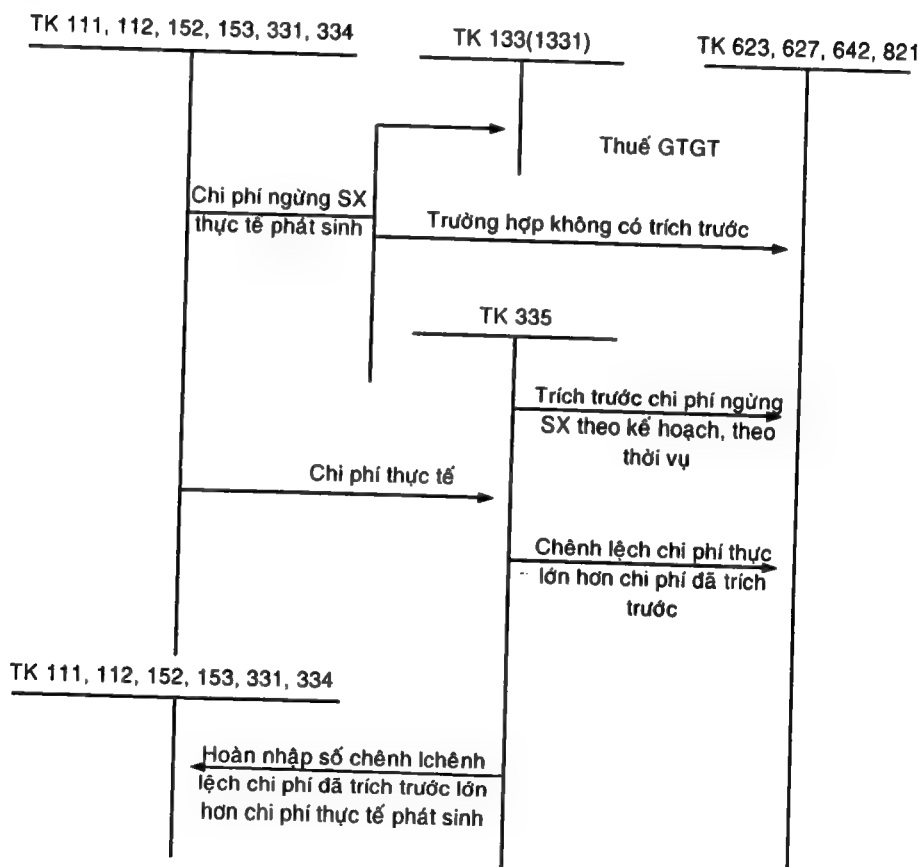 TK 111, 112, 152, 153, 331, 334
TK 133(1331)
TK 623, 627, 642, 821
Thuế GTGT
Chi phí ngừng SX
thực tế phát sinh
Trường hợp không có trích trước
TK 335
Trích trước chi phí ngừng
SX theo kế hoạch, theo
thời vụ
Chi phí thực tế
Chênh lệch chi phí thực
lớn hơn chi phí đã trích
trước
TK 111, 112, 152, 153, 331, 334
Hoàn nhập số chênh lchênh
lệch chi phí đã trích trước lớn
hơn chi phí thực tế phát sinh